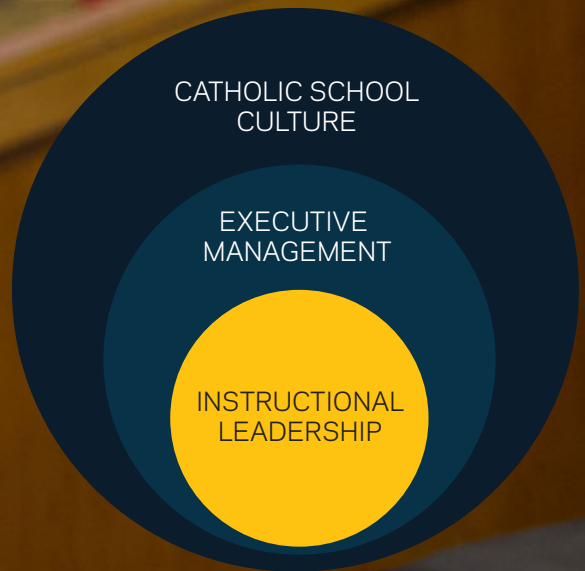 CATHOLIC SCHOOL
CULTURE
EXECUTIVE
MANAGEMENT
INSTRUCTIONAL
LEADERSHIP